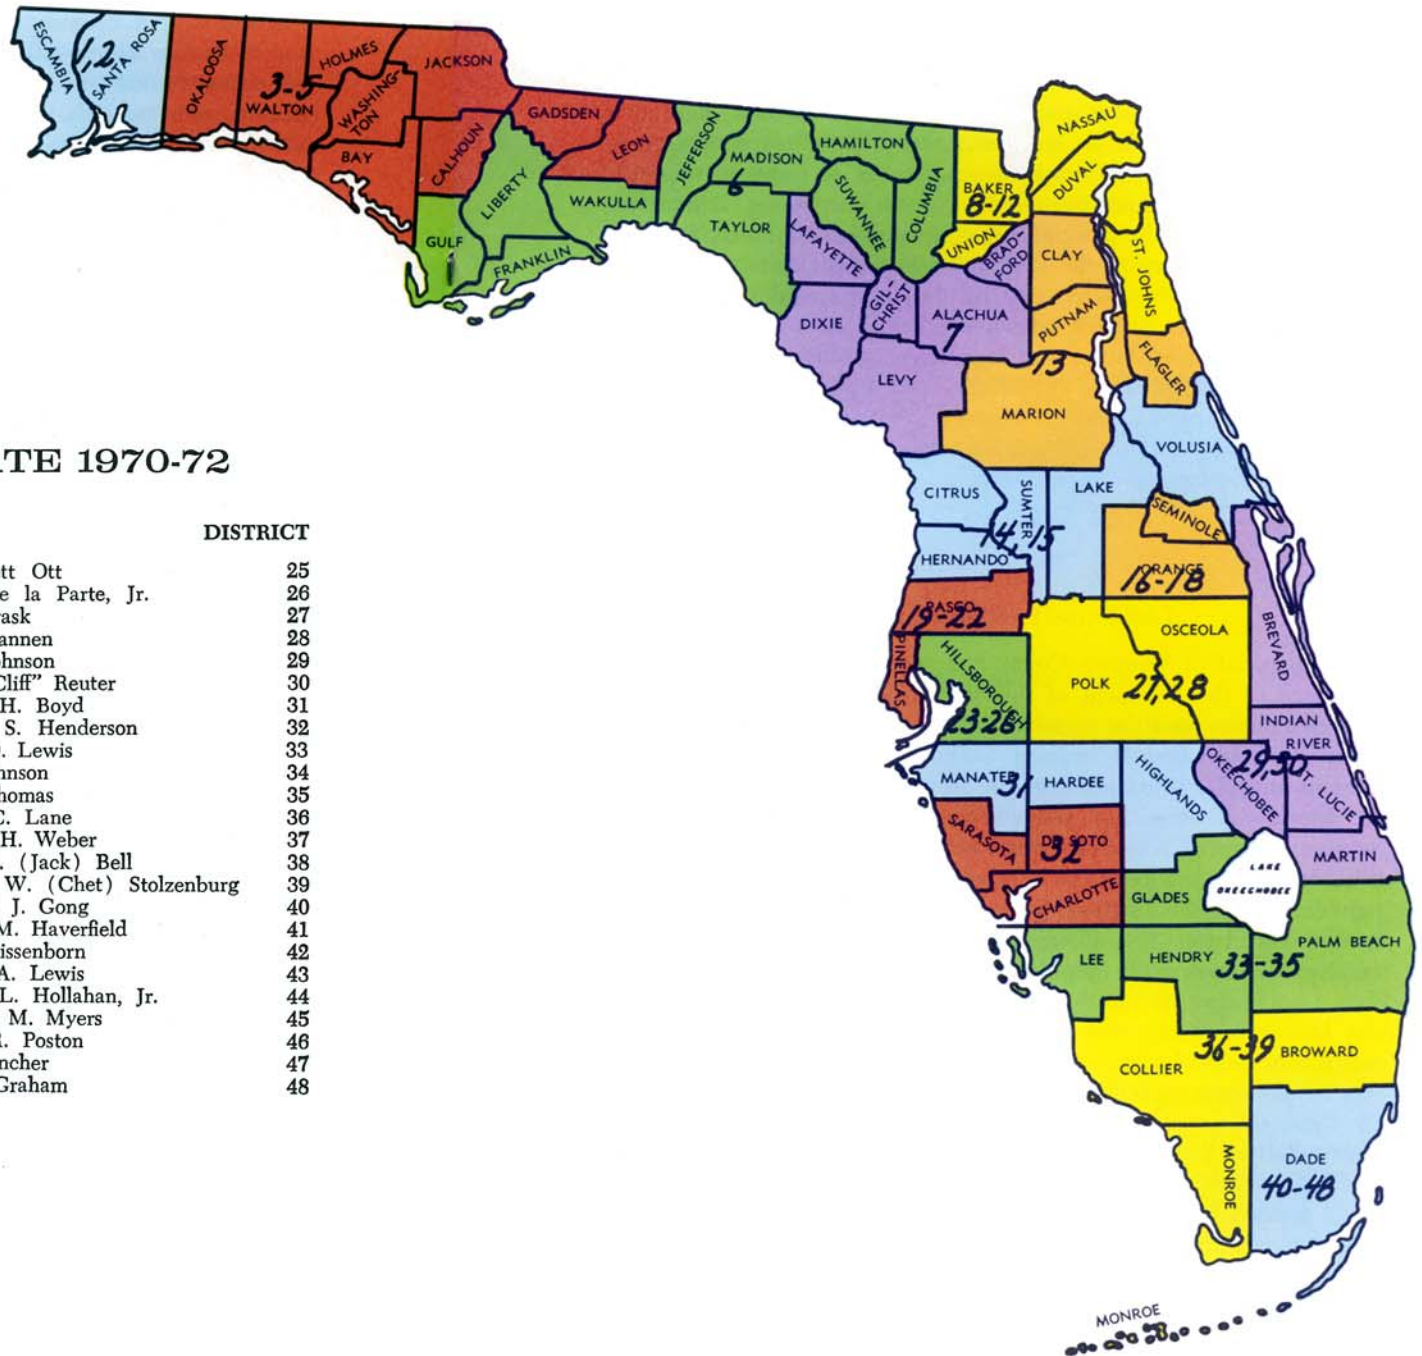 ESCAMBIA
1,2
SANTA ROSA
OKALOOSA
3-5
WALTON
HOLMES
WASHING-
TON
JACKSON
BAY
CALHOUN
GADSDEN
LEON
GULF
LIBERTY
FRANKLIN
WAKULLA
JEFFERSON
MADISON
6
TAYLOR
HAMILTON
SUWANNEE
LAFAYETTE
COLUMBIA
BAKER
8-12
UNION
BRAD-
FORD
NASSAU
DUVAL
CLAY
ST. JOHNS
DIXIE
GIL-
CHRIST
ALACHUA
7
PUTNAM
13
FLAGLER
LEVY
MARION
VOLUSIA
CITRUS
SUMTER
LAKE
14,15
HERNANDO
SEMINOLE
ORANGE
16-18
PASCO
19-22
PINELLAS
HILLSBOROUGH
23-26
OSCEOLA
POLK
27,28
BREVARD
INDIAN
RIVER
29,30
MANATEE
31
HARDEE
HIGHLANDS
OKEECHOBEE
ST. LUCIE
SARASOTA
DE SOTO
32
MARTIN
LAKE
OKEECHOBEE
CHARLOTTE
GLADES
LEE
HENDRY
33-35
PALM BEACH
36-39
COLLIER
BROWARD
DADE
40-48
MONROE
MONROE
TE 1970-72
DISTRICT
tt Ott 25
e la Parte, Jr. 26
ask 27
annen 28
hnson 29
Cliff" Reuter 30
H. Boyd 31
S. Henderson 32
. Lewis 33
nson 34
homas 35
C. Lane 36
H. Weber 37
. (Jack) Bell 38
W. (Chet) Stolzenburg 39
J. Gong 40
M. Haverfield 41
issenborn 42
A. Lewis 43
L. Hollahan, Jr. 44
M. Myers 45
. Poston 46
ncher 47
Graham 48